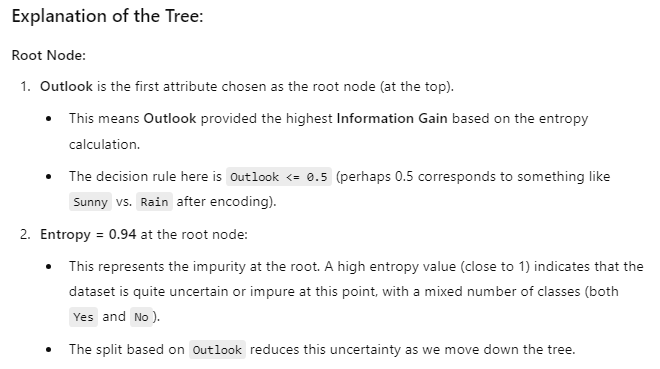 Explanation of the Tree:
Root Node:
1. Outlook is the first attribute chosen as the root node (at the top).
• This means Outlook provided the highest Information Gain based on the entropy
calculation.
• The decision rule here is Outlook <= 0.5 (perhaps 0.5 corresponds to something like
Sunny vs. Rain after encoding).
2. Entropy = 0.94 at the root node:
• This represents the impurity at the root. A high entropy value (close to 1) indicates that the
dataset is quite uncertain or impure at this point, with a mixed number of classes (both
Yes and No ).
• The split based on Outlook reduces this uncertainty as we move down the tree.